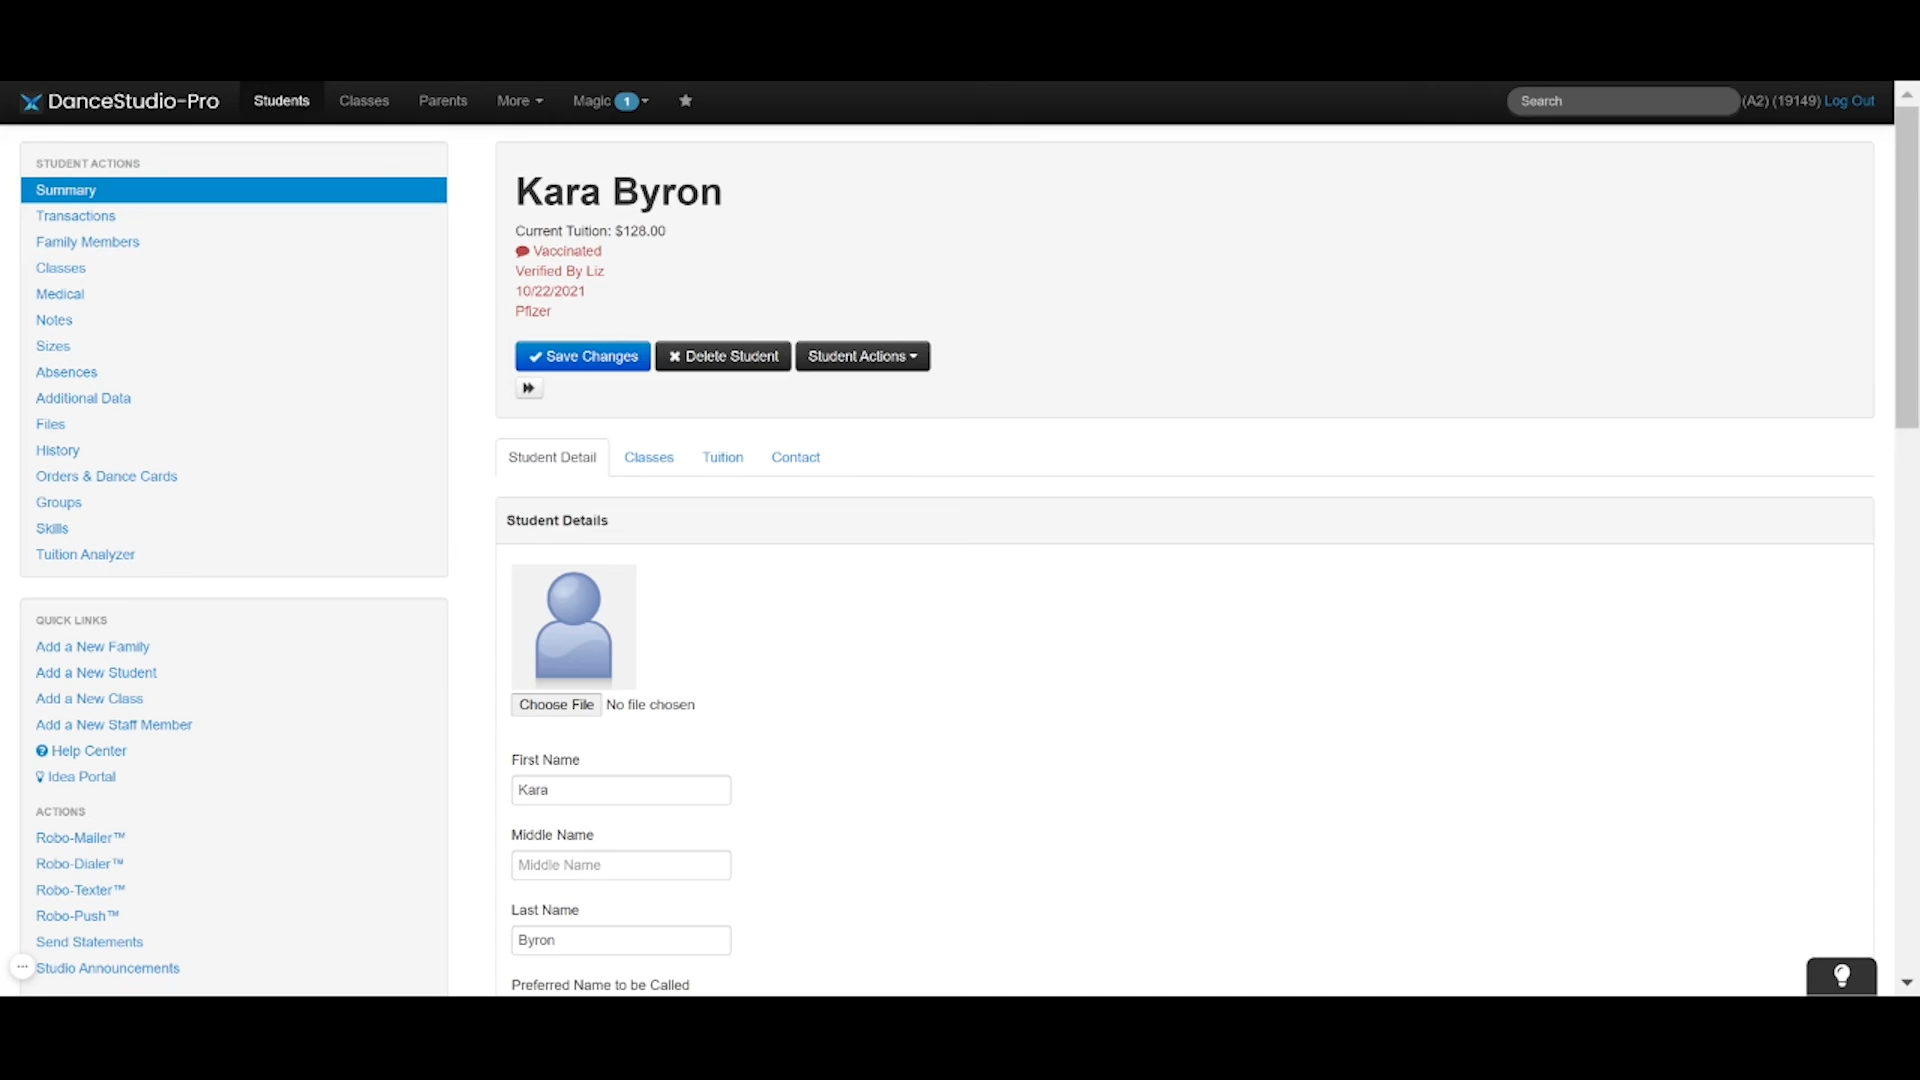 DanceStudio-Pro Students Classes Parents More Magic 1 Search (A2) (19149) Log Out
STUDENT ACTIONS
Summary
Transactions
Family Members
Classes
Medical
Notes
Sizes
Absences
Additional Data
Files
History
Orders & Dance Cards
Groups
Skills
Tuition Analyzer
QUICK LINKS
Add a New Family
Add a New Student
Add a New Class
Add a New Staff Member
Help Center
Idea Portal
ACTIONS
Robo-Mailer™
Robo-Dialer™
Robo-Texter™
Robo-Push™
Send Statements
Studio Announcements
Kara Byron
Current Tuition: $128.00
Vaccinated
Verified By Liz
10/22/2021
Pfizer
Save Changes Delete Student Student Actions
Student Detail Classes Tuition Contact
Student Details
Choose File No file chosen
First Name
Kara
Middle Name
Middle Name
Last Name
Byron
Preferred Name to be Called